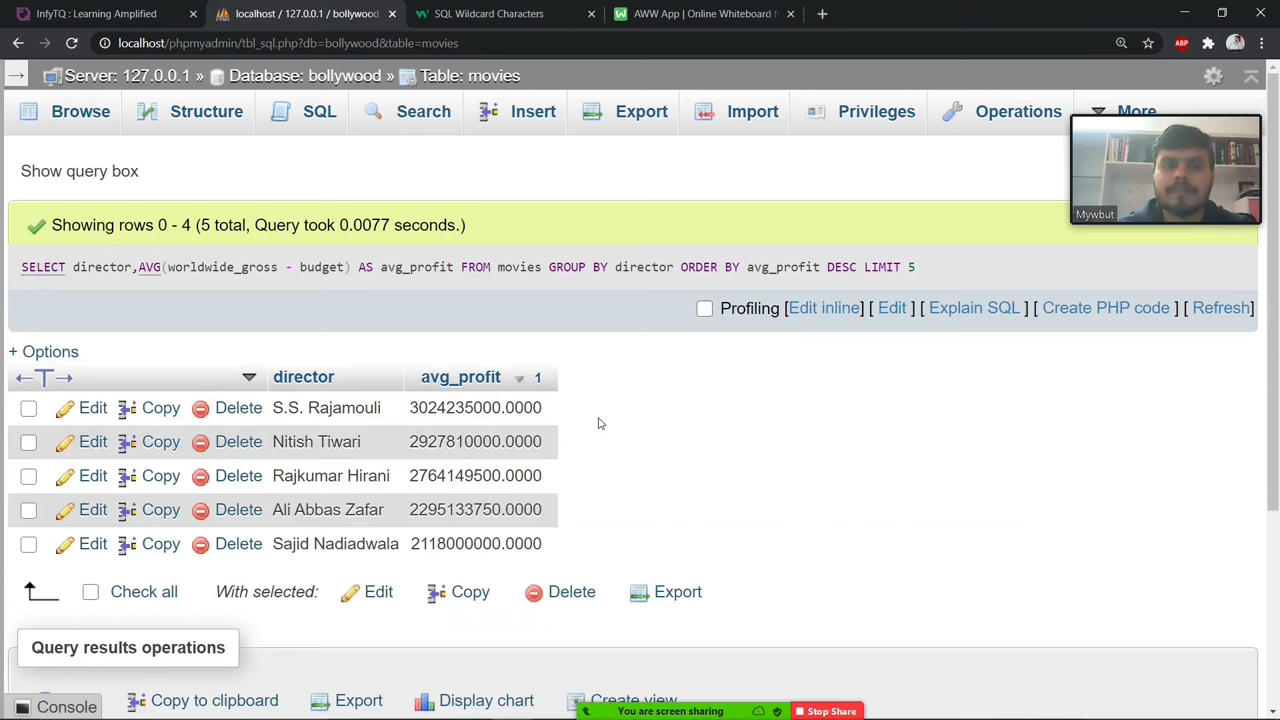 InfyTQ : Learning Amplified
localhost / 127.0.0.1 / bollywood
SQL Wildcard Characters
AWW App | Online Whiteboard for
localhost/phpmyadmin/tbl_sql.php?db=bollywood&table=movies
ABP
Server: 127.0.0.1 » Database: bollywood » Table: movies
Browse Structure SQL Search Insert Export Import Privileges Operations More
Mywbut
Show query box
Showing rows 0 - 4 (5 total, Query took 0.0077 seconds.)
SELECT director,AVG(worldwide_gross - budget) AS avg_profit FROM movies GROUP BY director ORDER BY avg_profit DESC LIMIT 5
Profiling [Edit inline] [ Edit ] [ Explain SQL ] [ Create PHP code ] [ Refresh]
+ Options
director avg_profit 1
Edit Copy Delete S.S. Rajamouli 3024235000.0000
Edit Copy Delete Nitish Tiwari 2927810000.0000
Edit Copy Delete Rajkumar Hirani 2764149500.0000
Edit Copy Delete Ali Abbas Zafar 2295133750.0000
Edit Copy Delete Sajid Nadiadwala 2118000000.0000
Check all With selected: Edit Copy Delete Export
Query results operations
Copy to clipboard Export Display chart Create view
Console
You are screen sharing
Stop Share